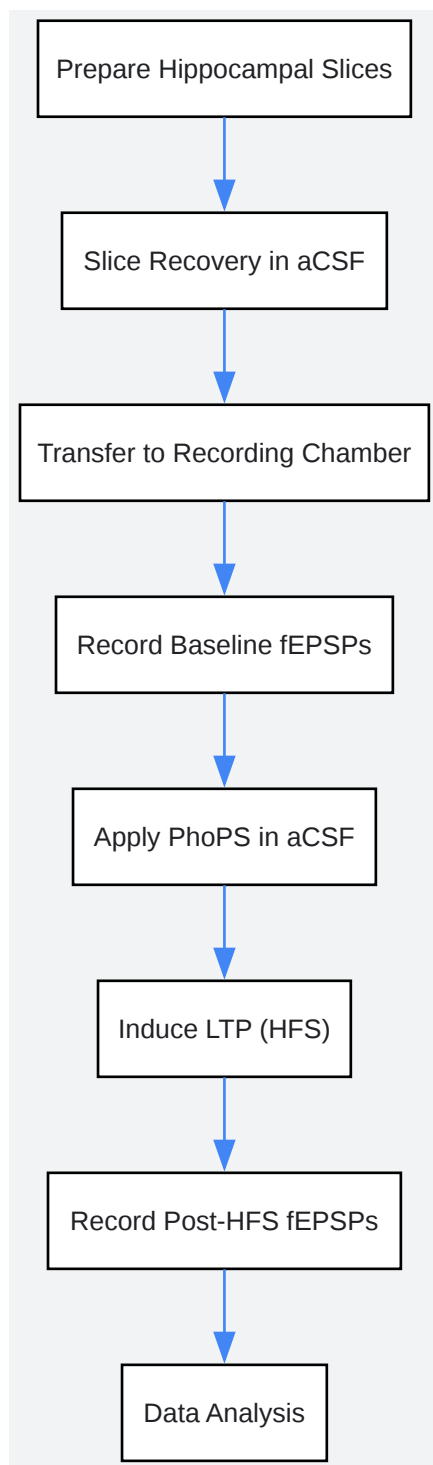 Prepare Hippocampal Slices
Slice Recovery in aCSF
Transfer to Recording Chamber
Record Baseline fEPSPs
Apply PhoPS in aCSF
Induce LTP (HFS)
Record Post-HFS fEPSPs
Data Analysis